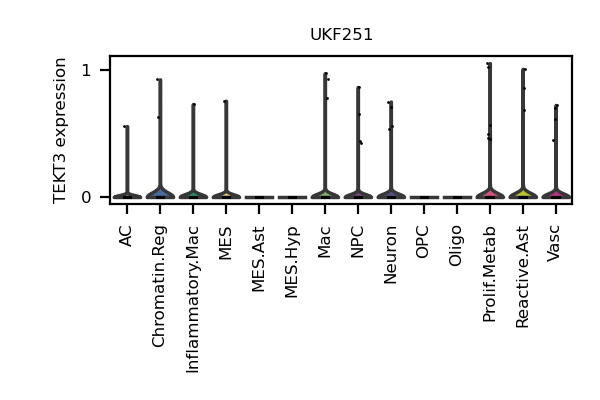 UKF251
TEKT3 expression
1
0
AC
Chromatin.Reg
Inflammatory.Mac
MES
MES.Ast
MES.Hyp
Mac
NPC
Neuron
OPC
Oligo
Prolif.Metab
Reactive.Ast
Vasc